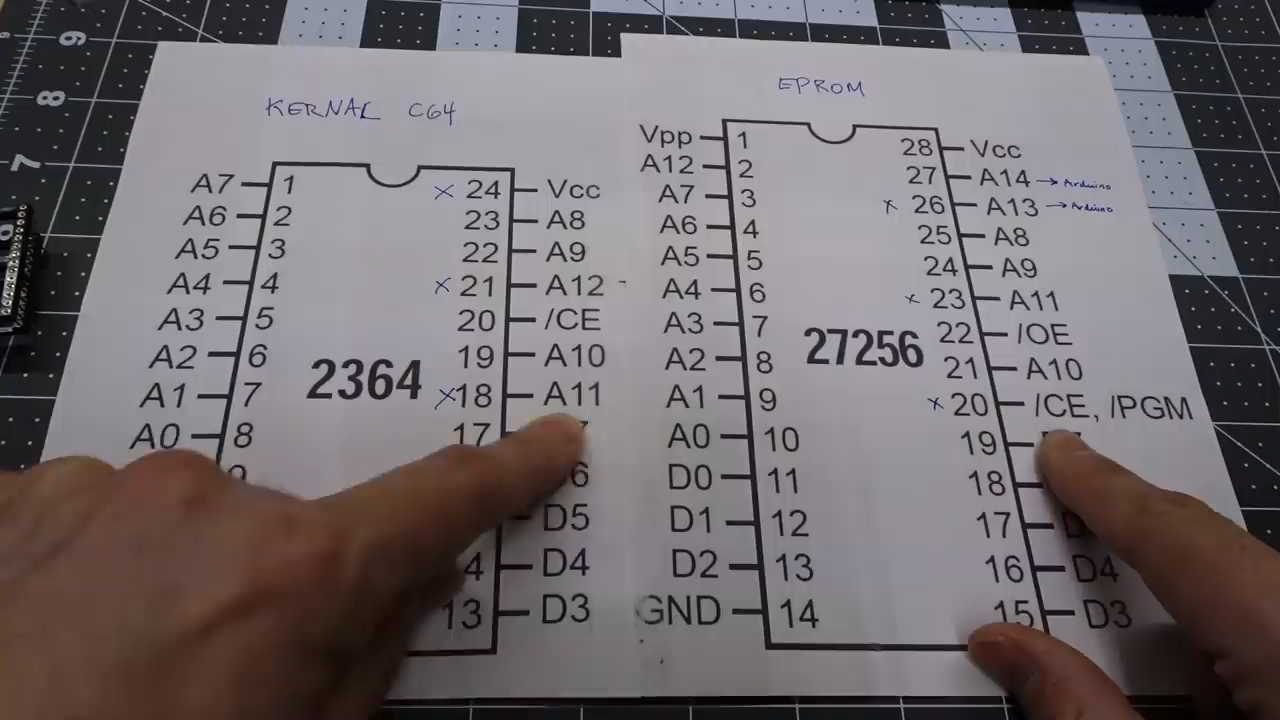 9
8
7
KERNAL C64
A7 1 x 24 Vcc
A6 2 23 A8
A5 3 22 A9
A4 4 x 21 A12 -
A3 5 20 /CE
A2 6 19 A10
A1 7 x 18 A11
A0 8 17
2364
6
D5
4 D4
13 D3
EPROM
Vpp 1 28 Vcc
A12 2 27 A14 → Arduino
A7 3 x 26 A13 → Arduino
A6 4 25 A8
A5 5 24 A9
A4 6 x 23 A11
A3 7 22 /OE
A2 8 21 A10
A1 9 x 20 /CE, /PGM
A0 10 19
D0 11 18
D1 12 17
D2 13 16 D4
GND 14 15 D3
27256